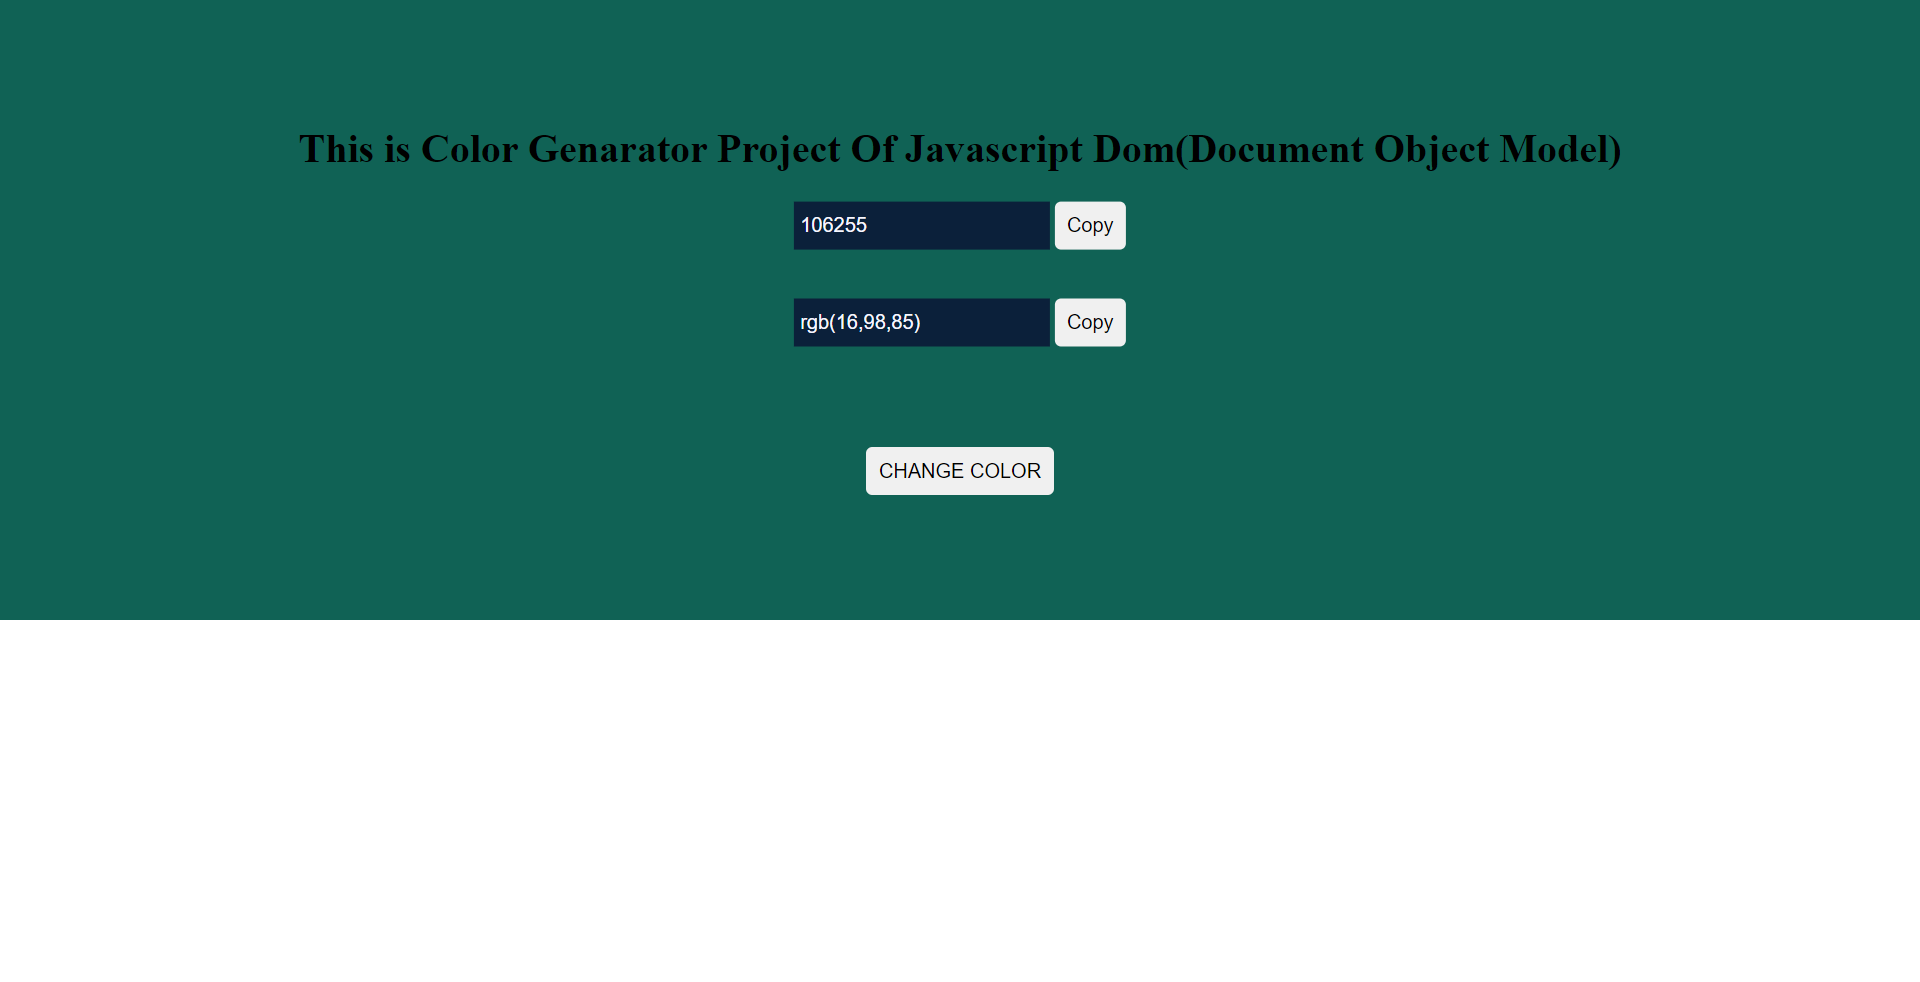 This is Color Genarator Project Of Javascript Dom(Document Object Model)
106255 Copy
rgb(16,98,85) Copy
CHANGE COLOR